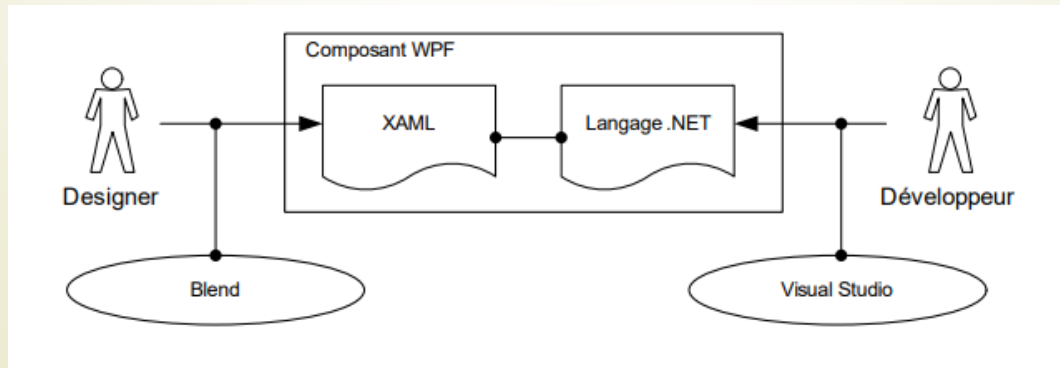 Composant WPF
XAML
Langage .NET
Designer
Développeur
Blend
Visual Studio